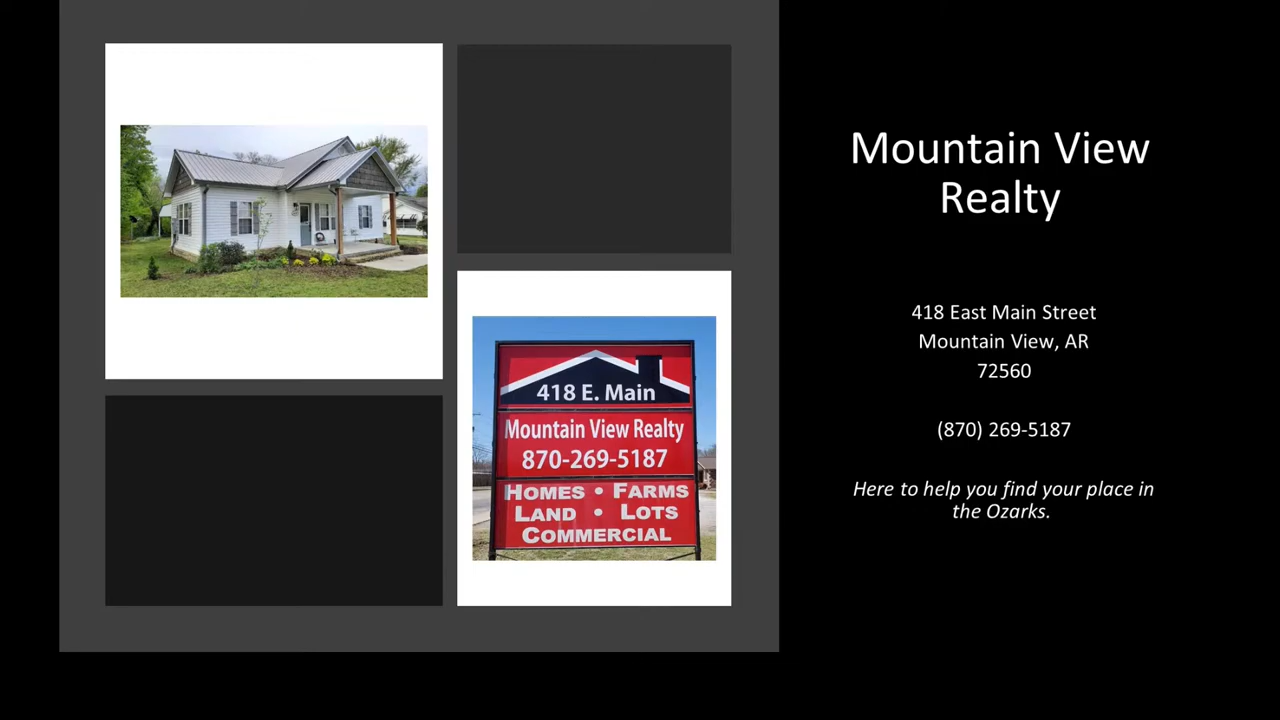 418 E. Main
Mountain View Realty
870-269-5187
HOMES • FARMS
LAND • LOTS
COMMERCIAL
Mountain View
Realty
418 East Main Street
Mountain View, AR
72560
(870) 269-5187
Here to help you find your place in
the Ozarks.